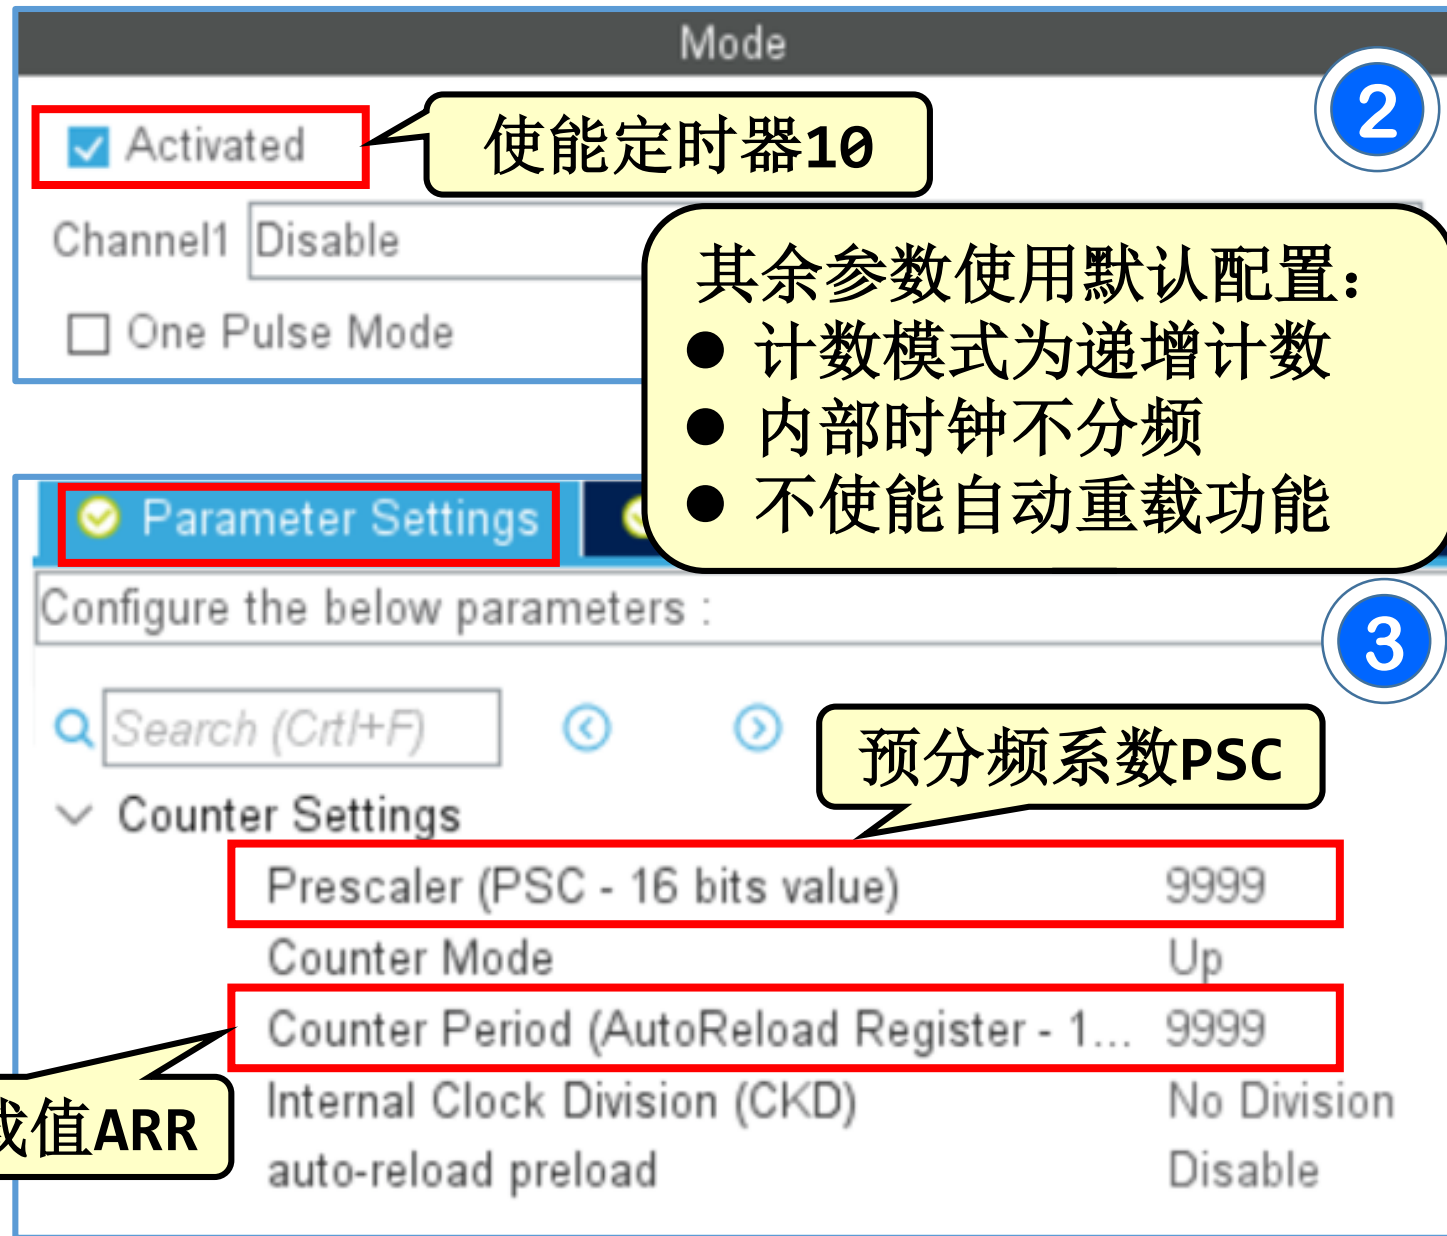 Mode
2
Activated
使能定时器10
Channel1 Disable
One Pulse Mode
其余参数使用默认配置：
● 计数模式为递增计数
● 内部时钟不分频
● 不使能自动重载功能
Parameter Settings
Configure the below parameters :
3
Search (Crtl+F)
预分频系数PSC
Counter Settings
Prescaler (PSC - 16 bits value) 9999
Counter Mode Up
Counter Period (AutoReload Register - 1... 9999
Internal Clock Division (CKD) No Division
值ARR
auto-reload preload Disable